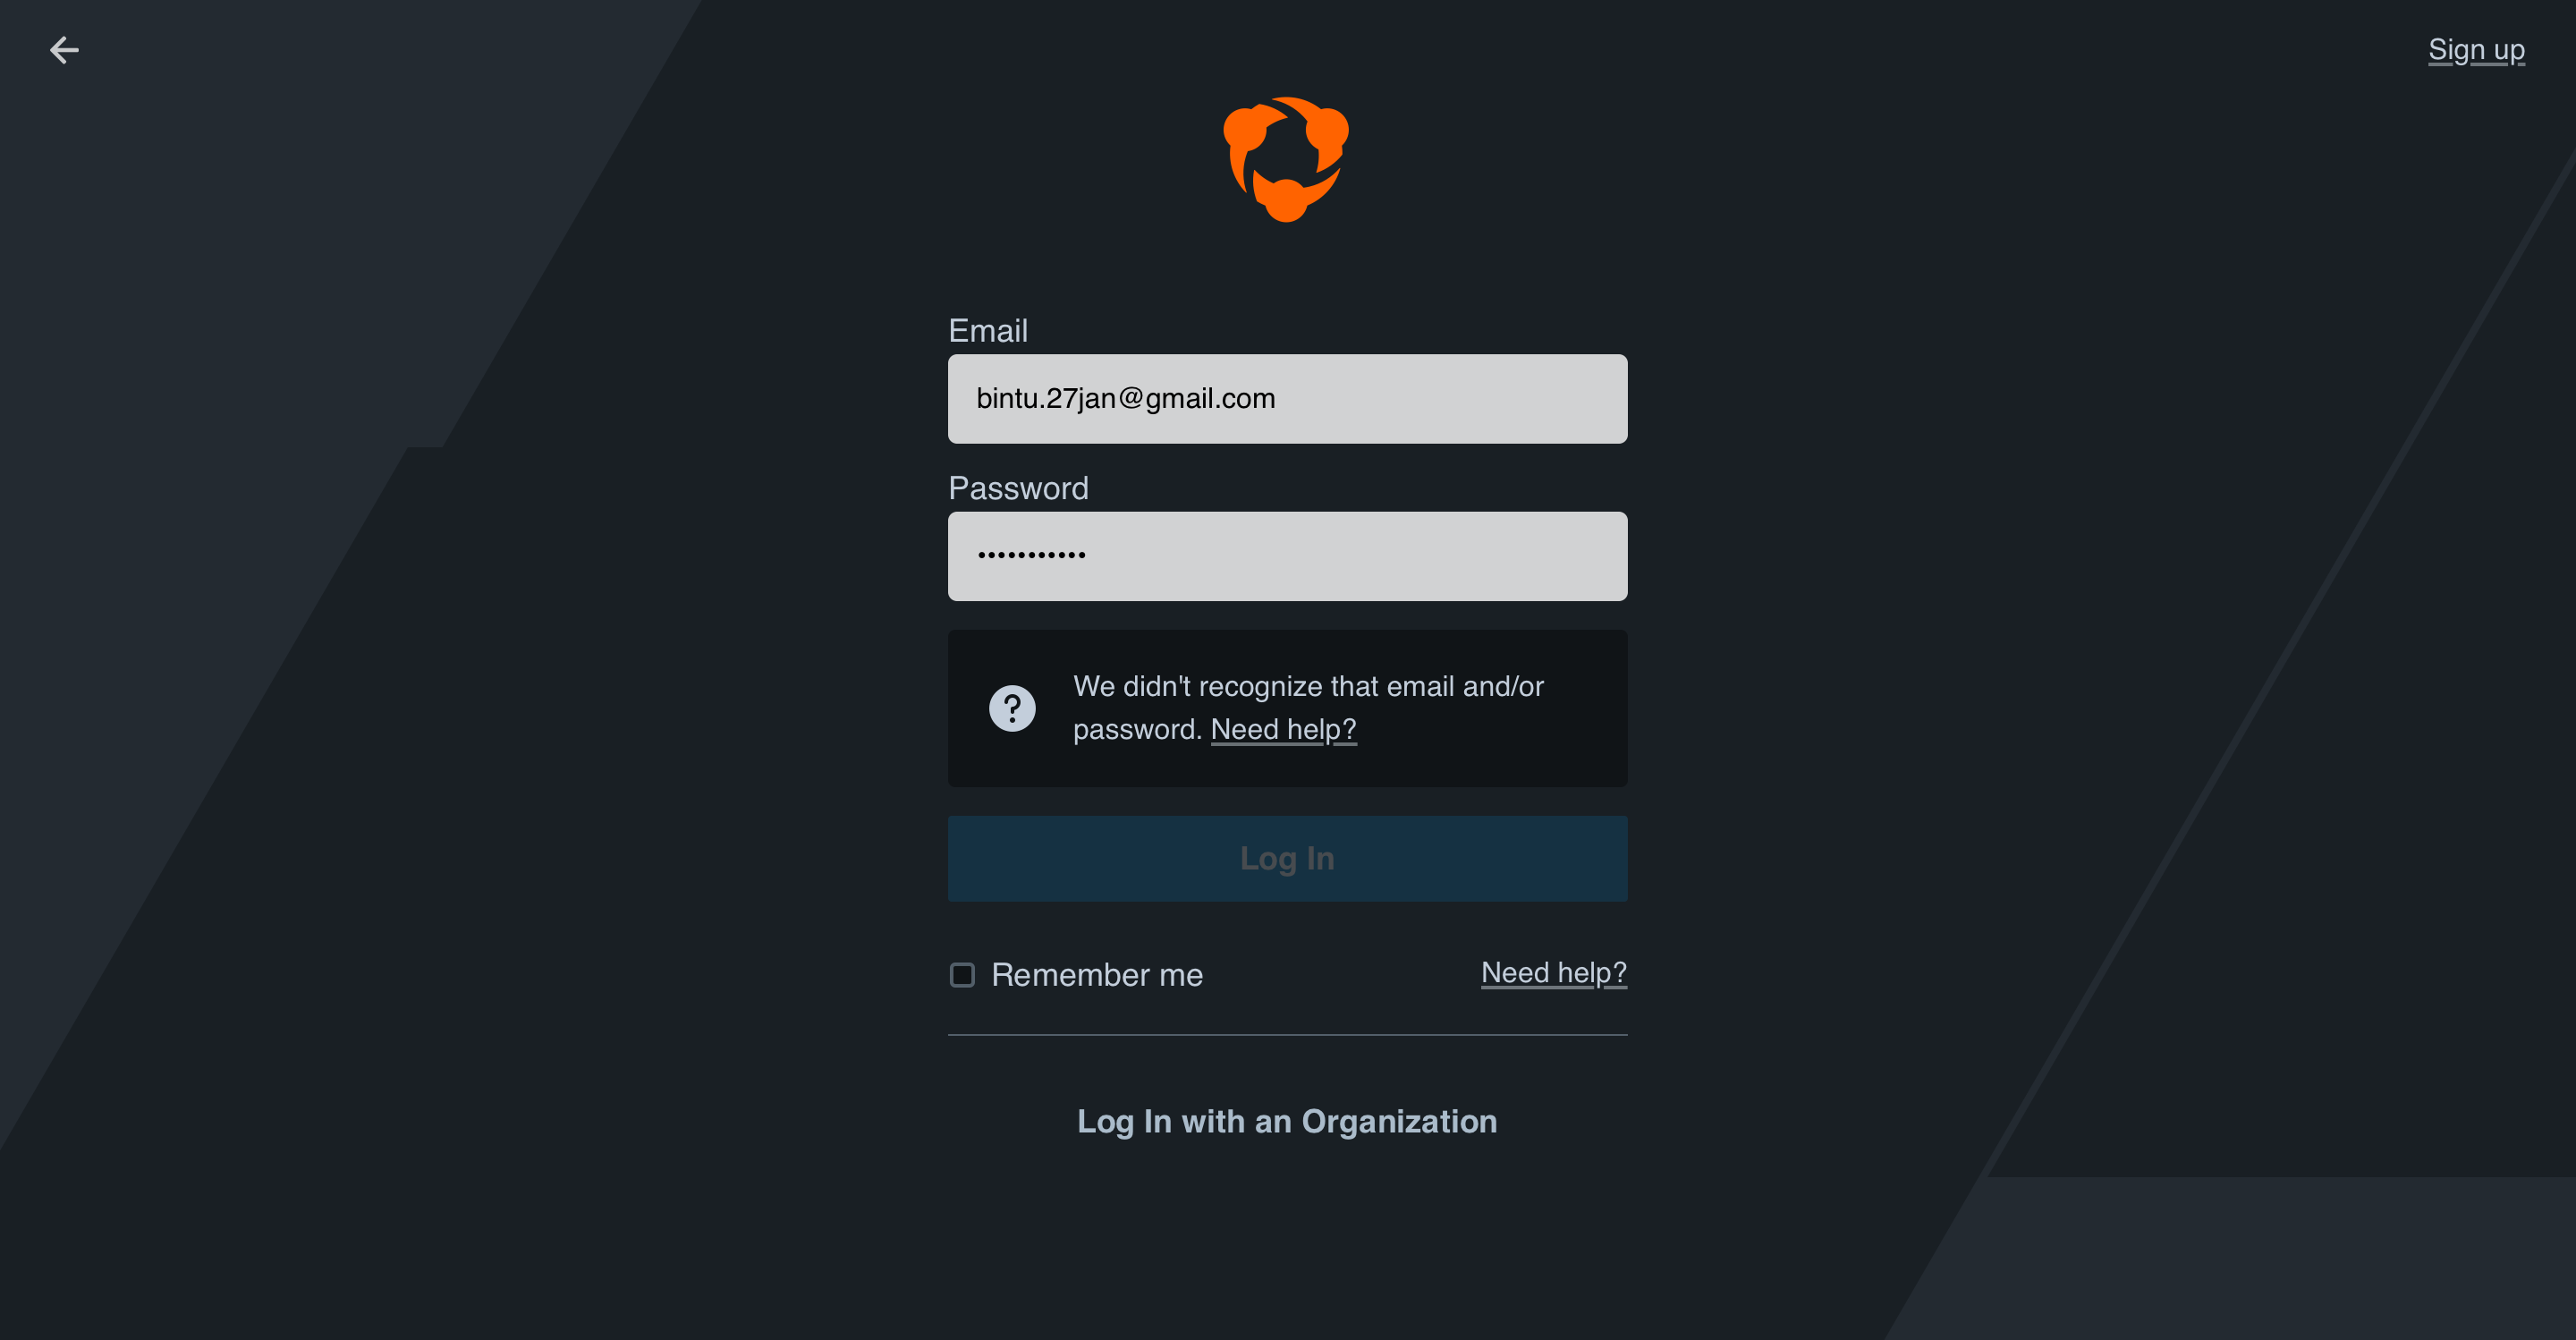 Sign up
Email
bintu.27jan@gmail.com
Password
•••••••••••
We didn't recognize that email and/or
password. Need help?
Log In
Remember me
Need help?
Log In with an Organization